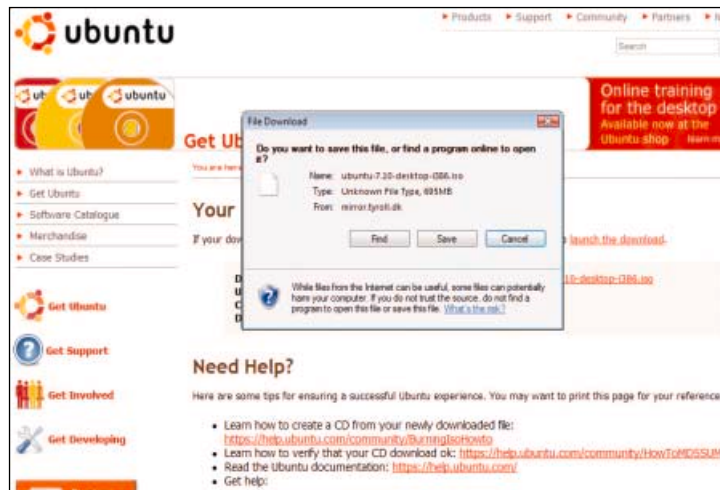 ubuntu
Products Support Community Partners
Search
ubuntu
Online training
for the desktop
Available now at the
Ubuntu shop
Get Ub
You are here
What is Ubuntu?
Get Ubuntu
Software Catalogue
Merchandise
Case Studies
Get Ubuntu
Get Support
Get Involved
Get Developing
File Download
Do you want to save this file, or find a program online to open
it?
Name: ubuntu-7.10-desktop-i386.iso
Type: Unknown File Type, 695MB
From: mirror.tyroll.dk
Find Save Cancel
While files from the Internet can be useful, some files can potentially
harm your computer. If you do not trust the source, do not find a
program to open this file or save this file. What's the risk?
Your
If your dow
launch the download.
10-desktop-i386.iso
D
U
C
D
Need Help?
Here are some tips for ensuring a successful Ubuntu experience. You may want to print this page for your reference
Learn how to create a CD from your newly downloaded file:
https://help.ubuntu.com/community/BurningIsoHowto
Learn how to verify that your CD download ok: https://help.ubuntu.com/community/HowToMD5SUM
Read the Ubuntu documentation: https://help.ubuntu.com/
Get help: